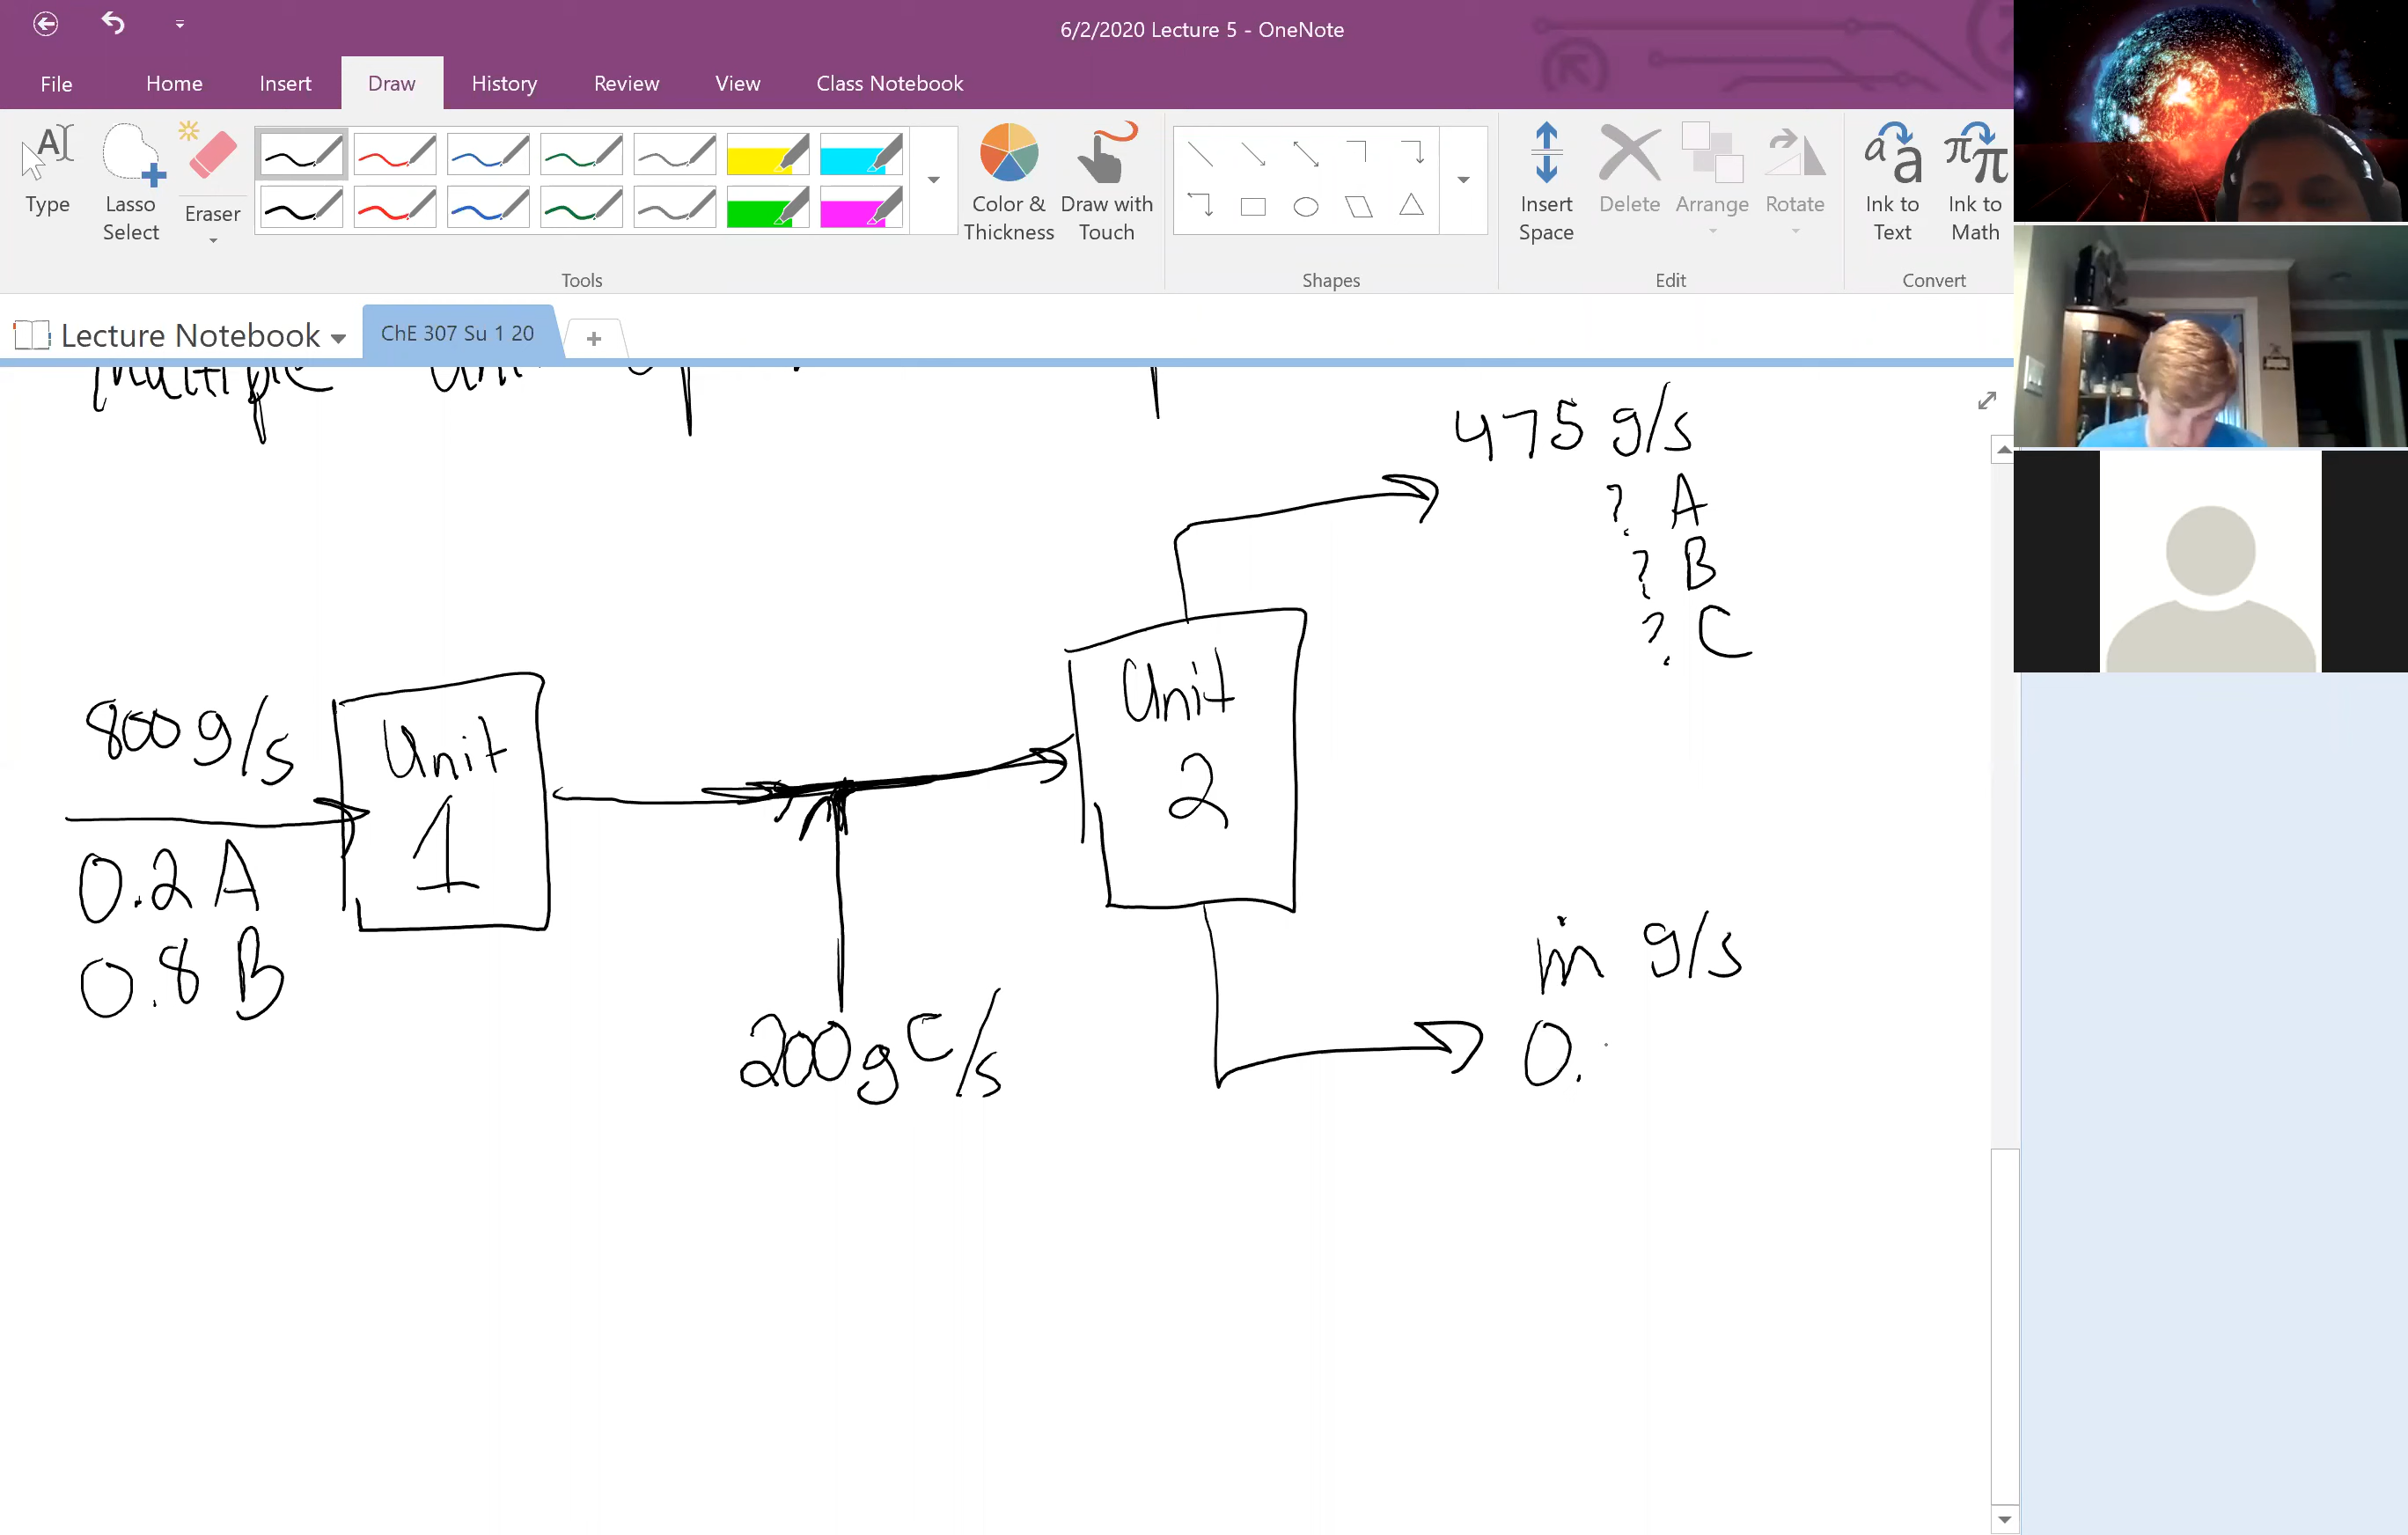 6/2/2020 Lecture 5 - OneNote
File Home Insert Draw History Review View Class Notebook
Type
Lasso Select
Eraser
Color & Thickness
Draw with Touch
Insert Space
Delete
Arrange
Rotate
Ink to Text
Ink to Math
Tools Shapes Edit Convert
Lecture Notebook
ChE 307 Su 1 20
multiple
475 g/s
? A
? B
? C
Unit
2
800 g/s
Unit
1
0.2 A
0.8 B
200 g C/s
ṁ g/s
0.